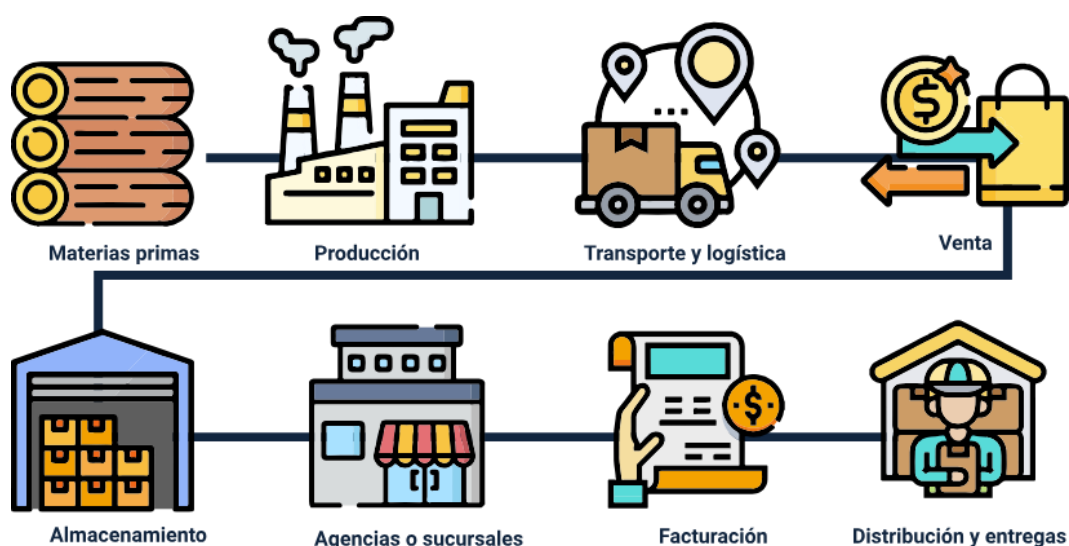 Materias primas
Producción
Transporte y logística
Venta
Almacenamiento
Agencias o sucursales
Facturación
Distribución y entregas